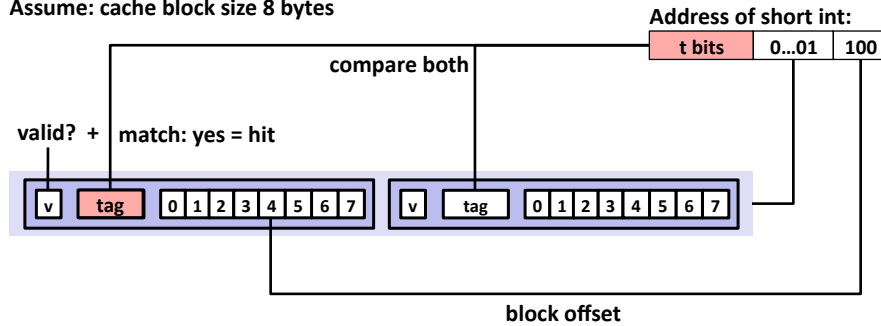 Assume: cache block size 8 bytes
Address of short int:
t bits 0…01 100
compare both
valid? + match: yes = hit
v tag 0 1 2 3 4 5 6 7 v tag 0 1 2 3 4 5 6 7
block offset